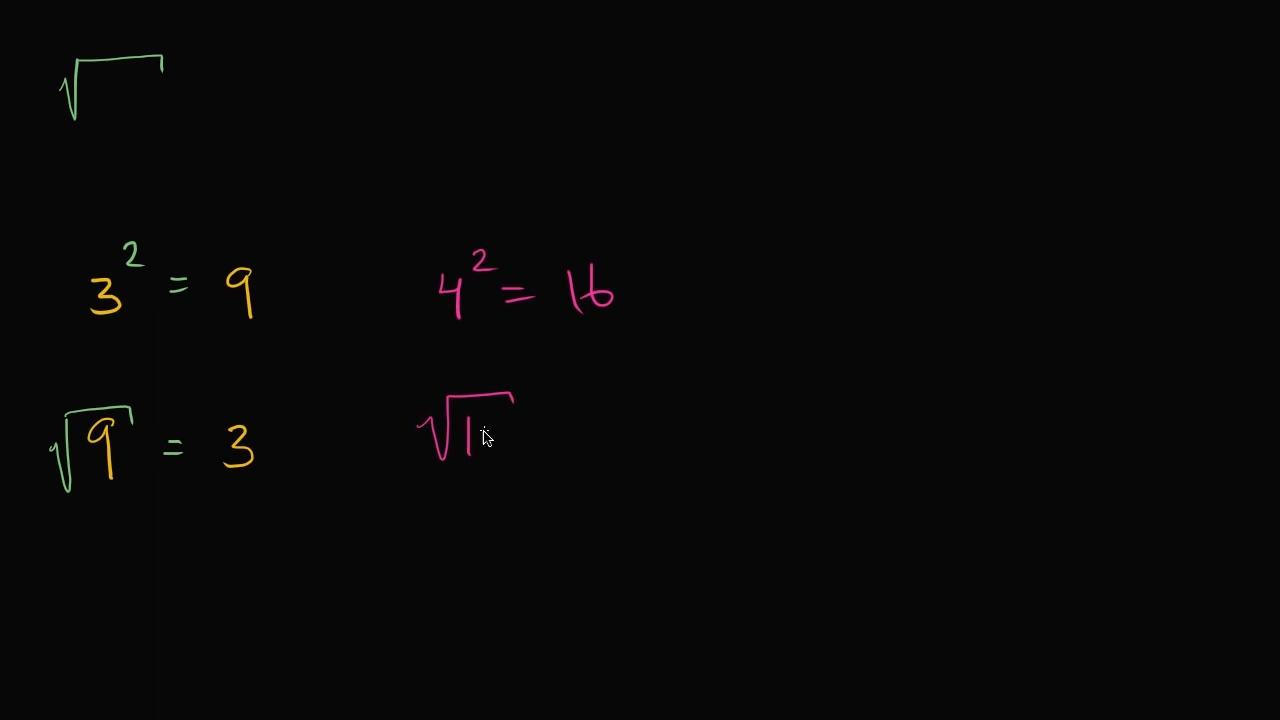 √
3² = 9
4² = 16
√9 = 3
√1